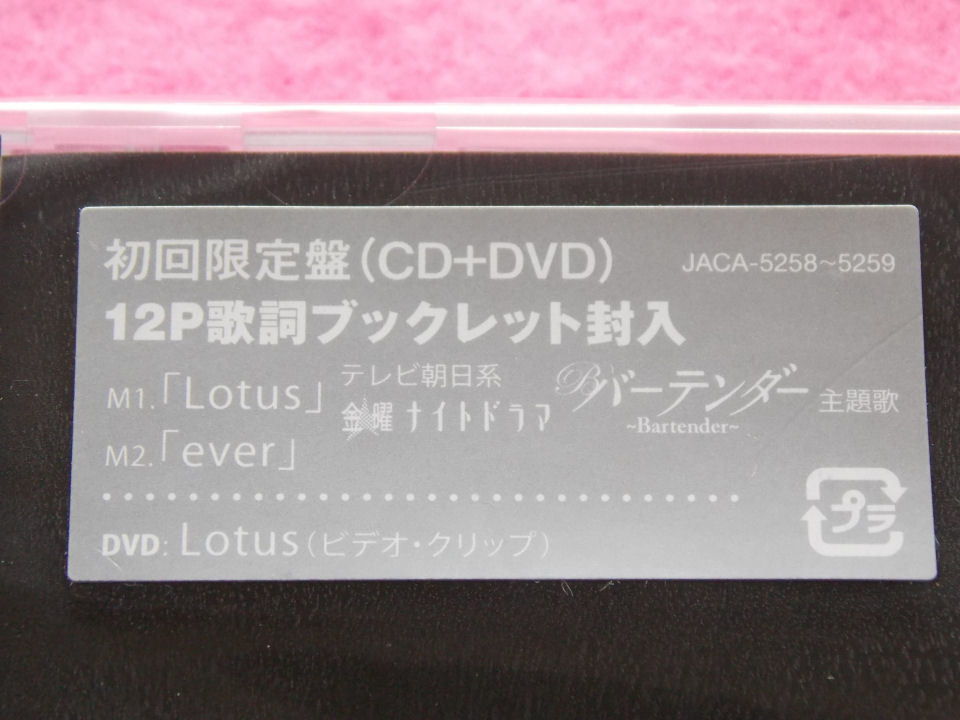 初回限定盤(CD+DVD) JACA-5258~5259
12P歌詞ブックレット封入
M1.「Lotus」テレビ朝日系 金曜ナイトドラマ B バーテンダー ~Bartender~ 主題歌
M2.「ever」
DVD: Lotus(ビデオ・クリップ)
プラ